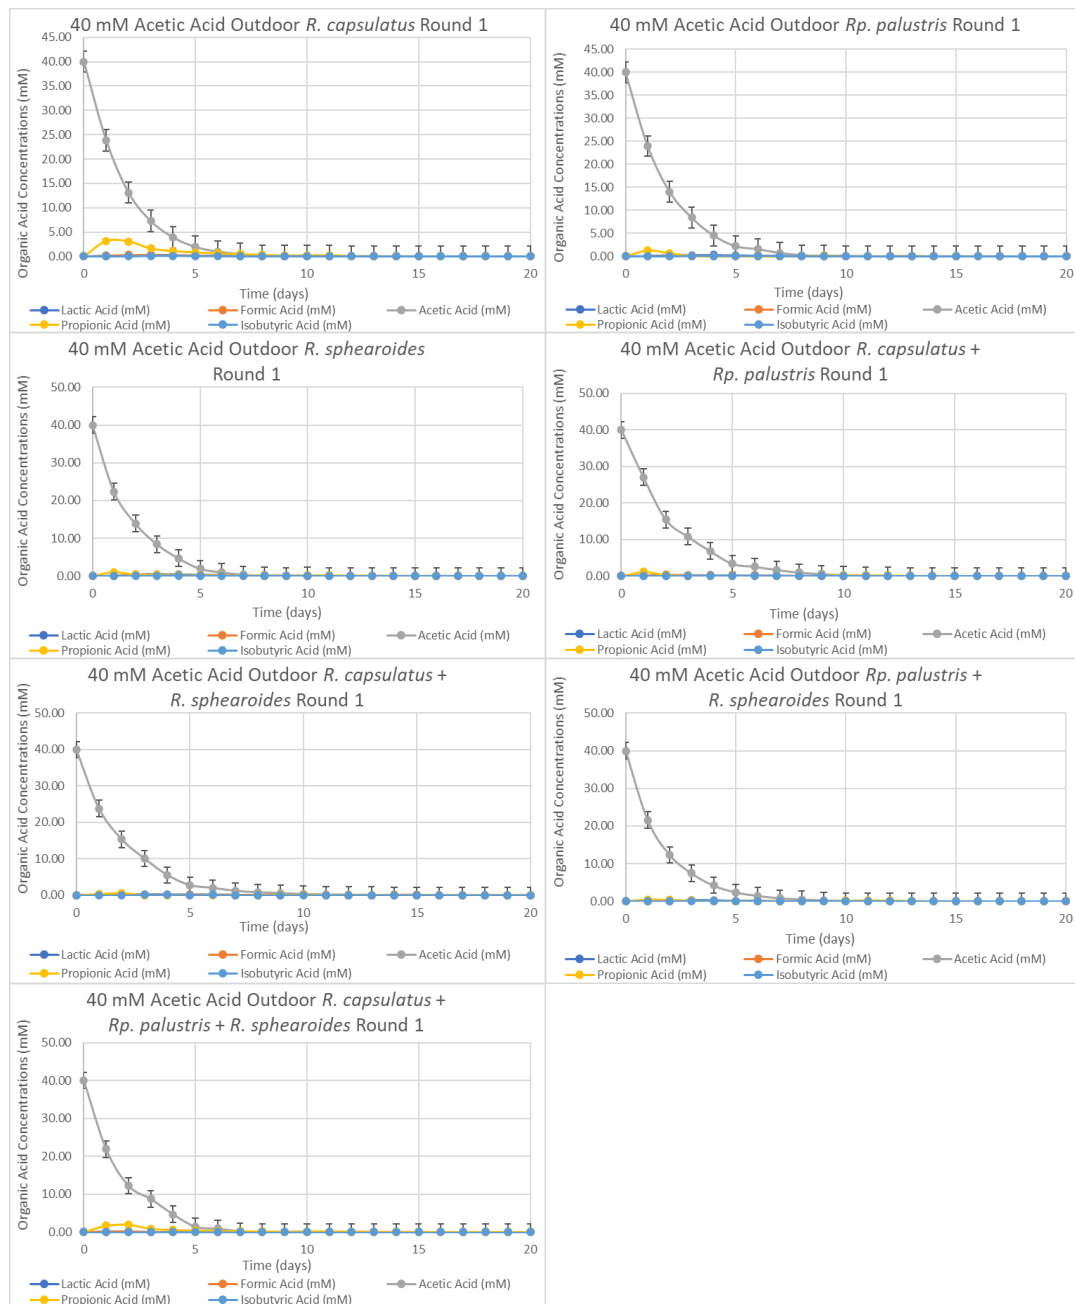 40 mM Acetic Acid Outdoor R. capsulatus Round 1
Organic Acid Concentrations (mM)
45.00
40.00
35.00
30.00
25.00
20.00
15.00
10.00
5.00
0.00
0 5 10 15 20
Time (days)
Lactic Acid (mM) Formic Acid (mM) Acetic Acid (mM)
Propionic Acid (mM) Isobutyric Acid (mM)
40 mM Acetic Acid Outdoor Rp. palustris Round 1
Organic Acid Concentrations (mM)
45.00
40.00
35.00
30.00
25.00
20.00
15.00
10.00
5.00
0.00
0 5 10 15 20
Time (days)
Lactic Acid (mM) Formic Acid (mM) Acetic Acid (mM)
Propionic Acid (mM) Isobutyric Acid (mM)
40 mM Acetic Acid Outdoor R. sphearoides
Round 1
Organic Acid Concentrations (mM)
50.00
40.00
30.00
20.00
10.00
0.00
0 5 10 15 20
Time (days)
Lactic Acid (mM) Formic Acid (mM) Acetic Acid (mM)
Propionic Acid (mM) Isobutyric Acid (mM)
40 mM Acetic Acid Outdoor R. capsulatus +
Rp. palustris Round 1
Organic Acid Concentrations (mM)
50.00
40.00
30.00
20.00
10.00
0.00
0 5 10 15 20
Time (days)
Lactic Acid (mM) Formic Acid (mM) Acetic Acid (mM)
Propionic Acid (mM) Isobutyric Acid (mM)
40 mM Acetic Acid Outdoor R. capsulatus +
R. sphearoides Round 1
Organic Acid Concentrations (mM)
50.00
40.00
30.00
20.00
10.00
0.00
0 5 10 15 20
Time (days)
Lactic Acid (mM) Formic Acid (mM) Acetic Acid (mM)
Propionic Acid (mM) Isobutyric Acid (mM)
40 mM Acetic Acid Outdoor Rp. palustris +
R. sphearoides Round 1
Organic Acid Concentrations (mM)
50.00
40.00
30.00
20.00
10.00
0.00
0 5 10 15 20
Time (days)
Lactic Acid (mM) Formic Acid (mM) Acetic Acid (mM)
Propionic Acid (mM) Isobutyric Acid (mM)
40 mM Acetic Acid Outdoor R. capsulatus +
Rp. palustris + R. sphearoides Round 1
Organic Acid Concentrations (mM)
50.00
40.00
30.00
20.00
10.00
0.00
0 5 10 15 20
Time (days)
Lactic Acid (mM) Formic Acid (mM) Acetic Acid (mM)
Propionic Acid (mM) Isobutyric Acid (mM)